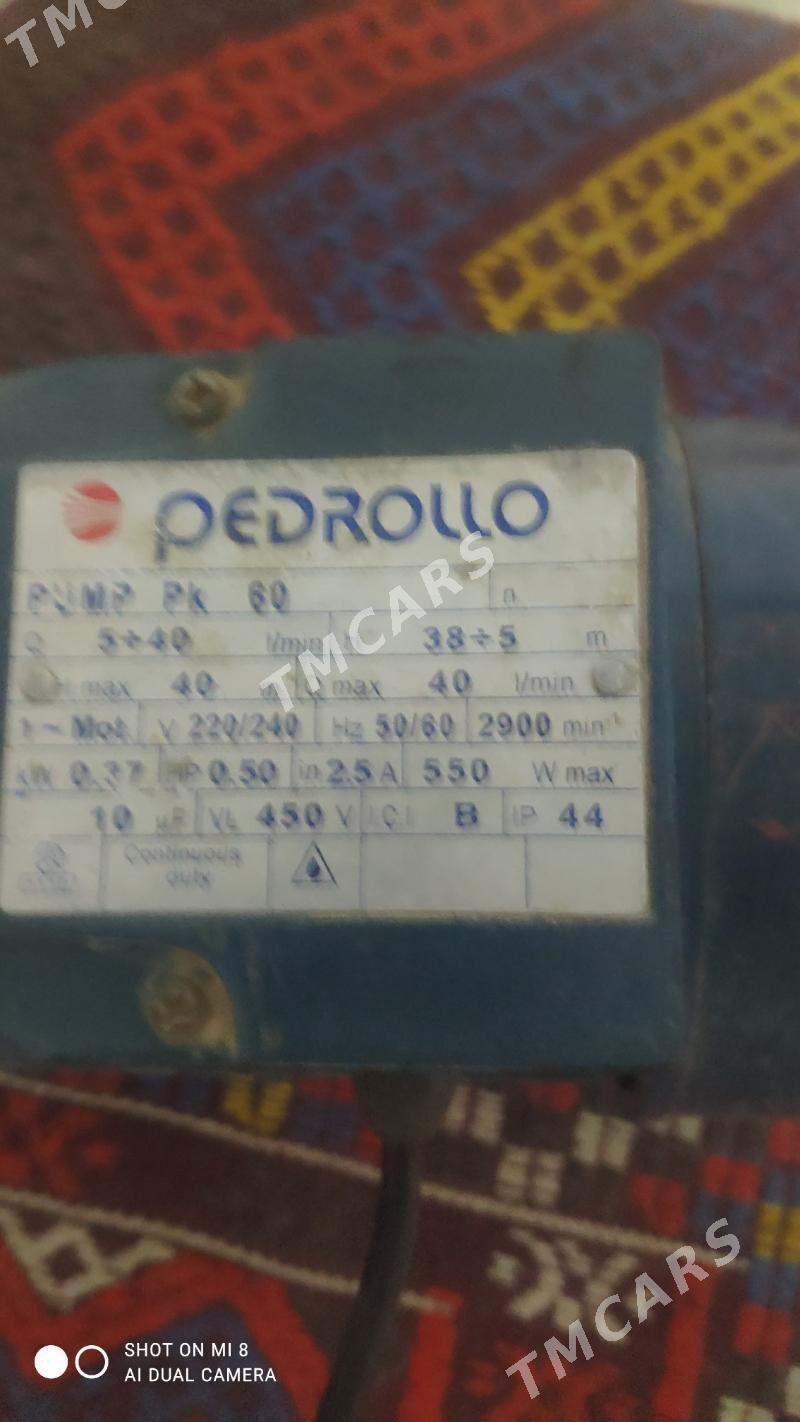 TMCARS
PEDROLLO
PUMP Pk 60 n.
Q 5÷40 l/min H 38÷5 m
H max 40 m Q max 40 l/min
TMCARS
1~Mot. V 220/240 Hz 50/60 2900 min-1
kW 0.37 HP 0.50 in 2.5 A 550 W max
10 µF VL 450 V I.Cl. B IP 44
Continuous
duty
TMCARS
SHOT ON MI 8
AI DUAL CAMERA